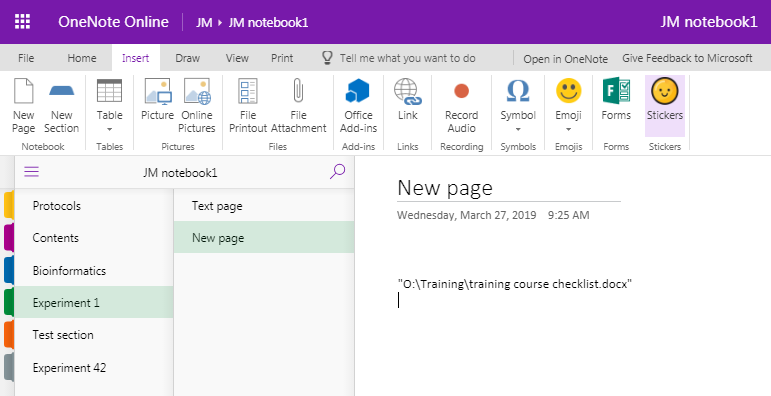 OneNote Online JM ▸ JM notebook1 JM notebook1
File Home Insert Draw View Print Tell me what you want to do Open in OneNote Give Feedback to Microsoft
New Page
New Section
Table
Picture
Online Pictures
File Printout
File Attachment
Office Add-ins
Link
Record Audio
Symbol
Emoji
Forms
Stickers
Notebook Tables Pictures Files Add-ins Links Recording Symbols Emojis Forms Stickers
JM notebook1
Protocols
Contents
Bioinformatics
Experiment 1
Test section
Experiment 42
Text page
New page
New page
Wednesday, March 27, 2019 9:25 AM
"O:\Training\training course checklist.docx"